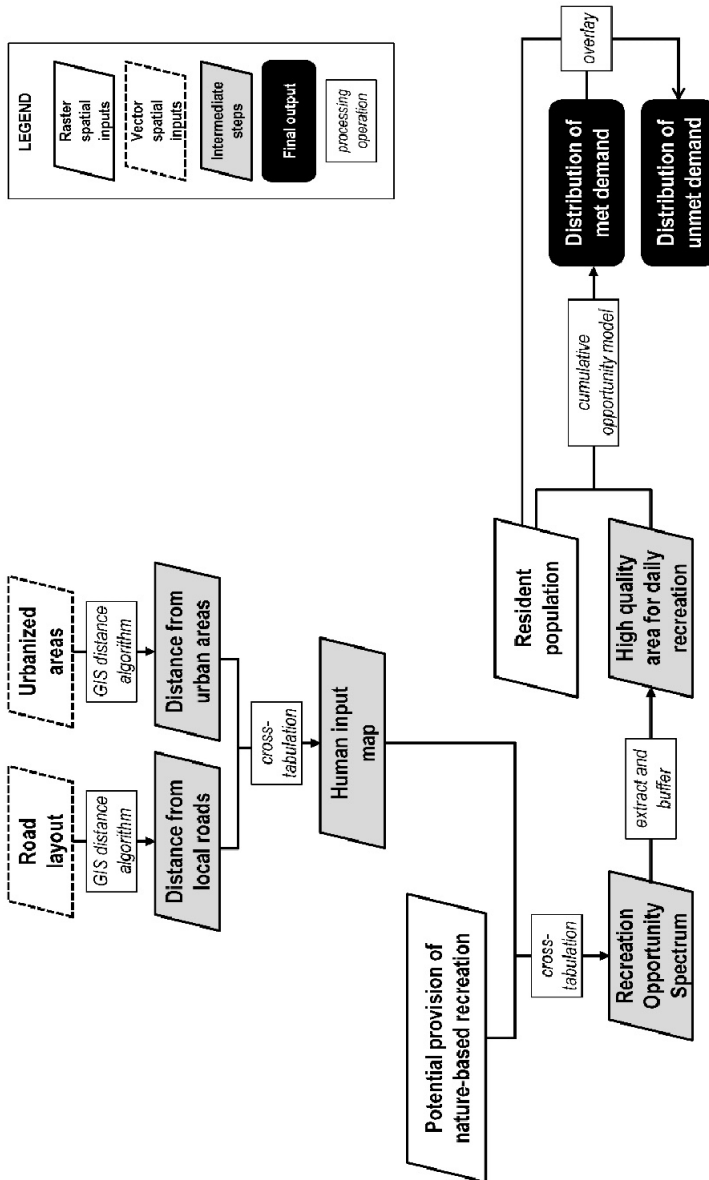 LEGEND
Raster
spatial
inputs
Vector
spatial
inputs
Intermediate
steps
Final output
processing
operation
Road
layout
Urbanized
areas
GIS distance
algorithm
GIS distance
algorithm
Distance from
local roads
Distance from
urban areas
cross-
tabulation
Human input
map
Potential provision of
nature-based recreation
cross-
tabulation
Recreation
Opportunity
Spectrum
extract and
buffer
High quality
area for daily
recreation
Resident
population
cumulative
opportunity model
Distribution of
met demand
overlay
Distribution of
unmet demand